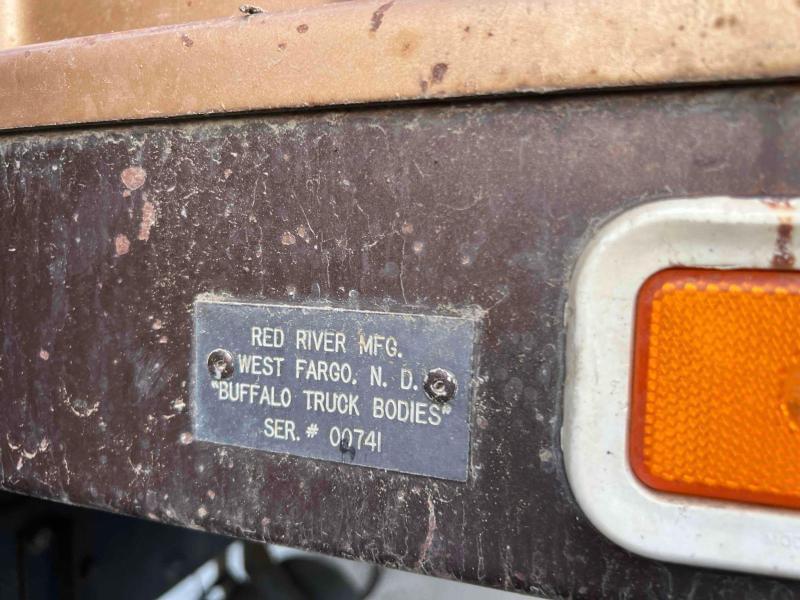 RED RIVER MFG.
WEST FARGO, N. D.
"BUFFALO TRUCK BODIES"
SER. # 00741